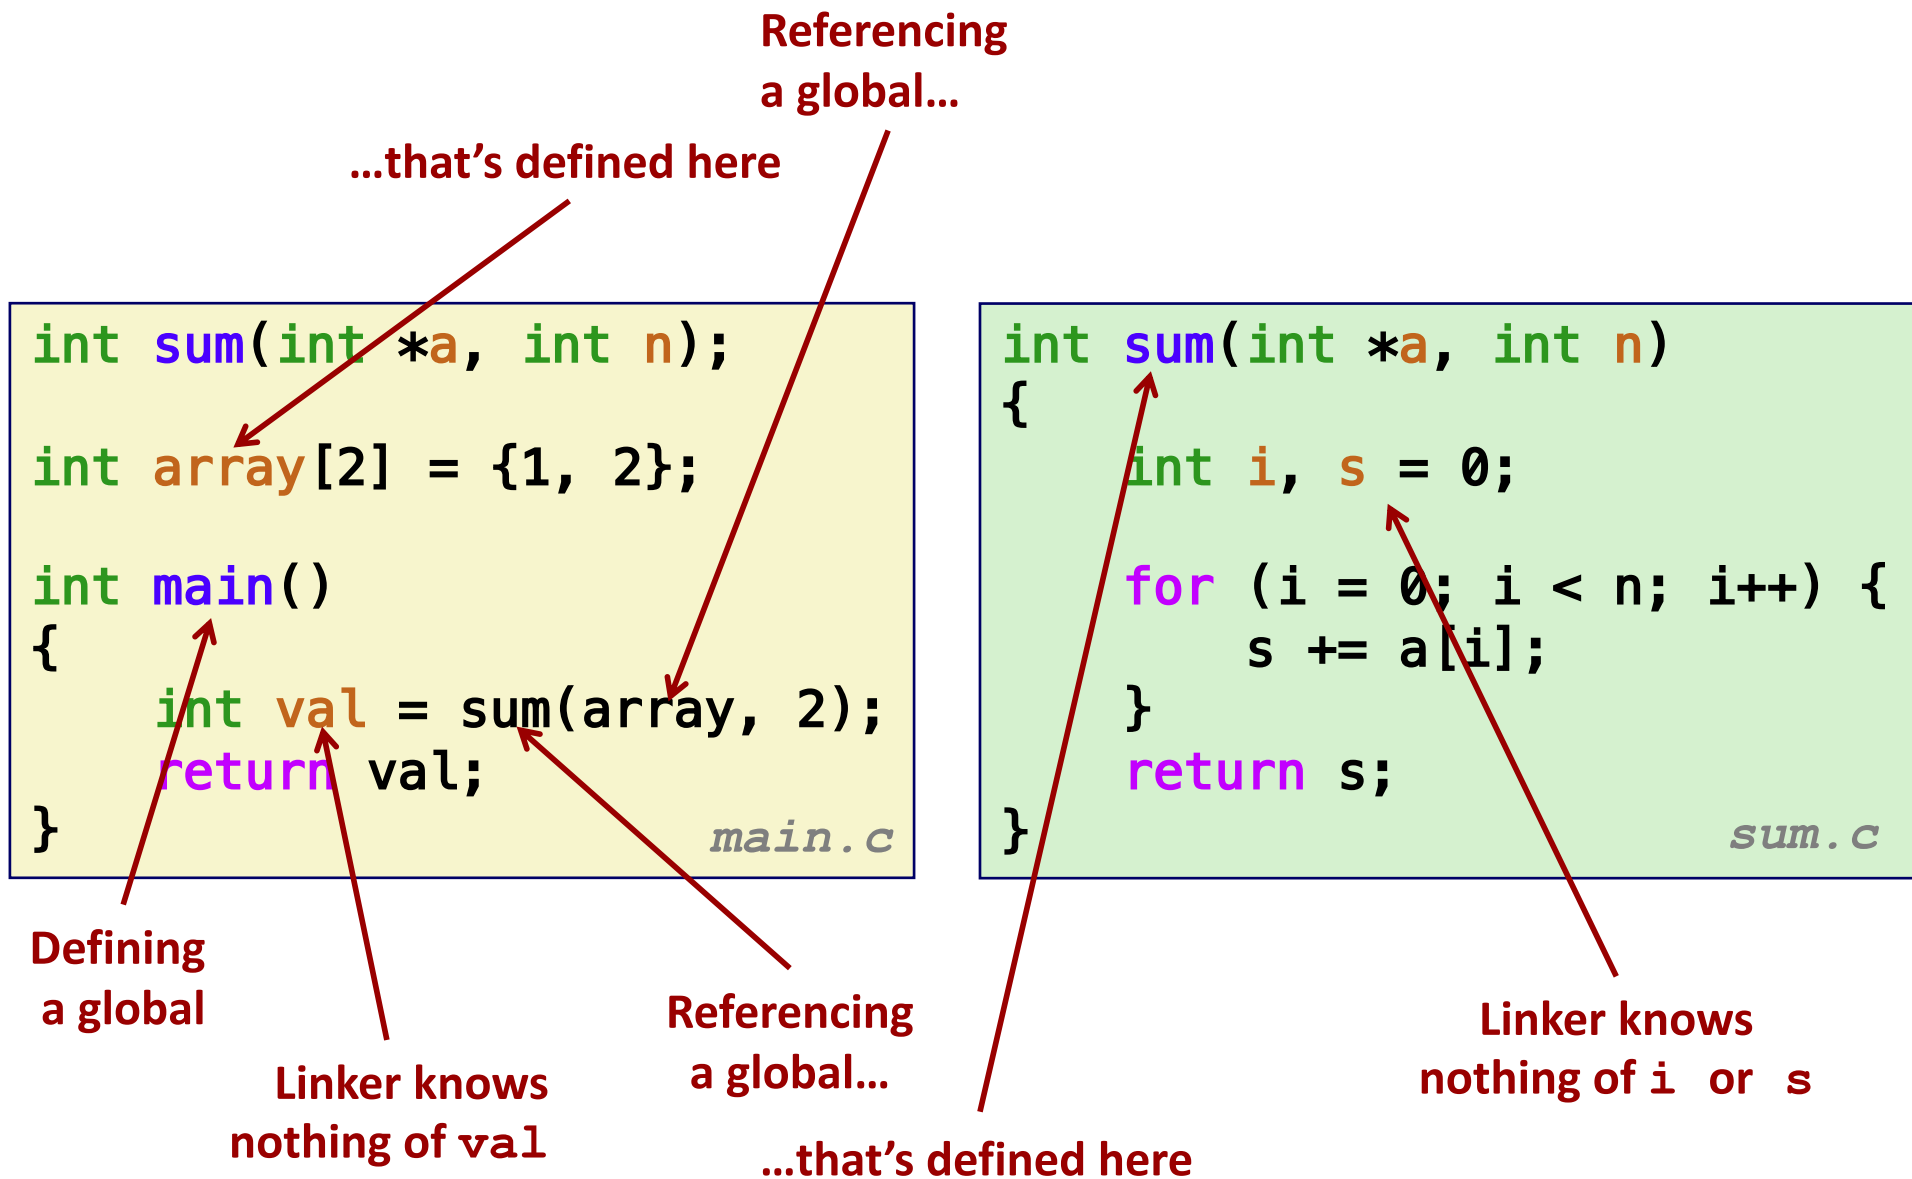 Referencing
a global…
…that’s defined here
int sum(int *a, int n);
int array[2] = {1, 2};
int main()
{
    int val = sum(array, 2);
    return val;
}
main.c
int sum(int *a, int n)
{
    int i, s = 0;
    for (i = 0; i < n; i++) {
        s += a[i];
    }
    return s;
}
sum.c
Defining
a global
Linker knows
nothing of val
Referencing
a global…
…that’s defined here
Linker knows
nothing of i or s